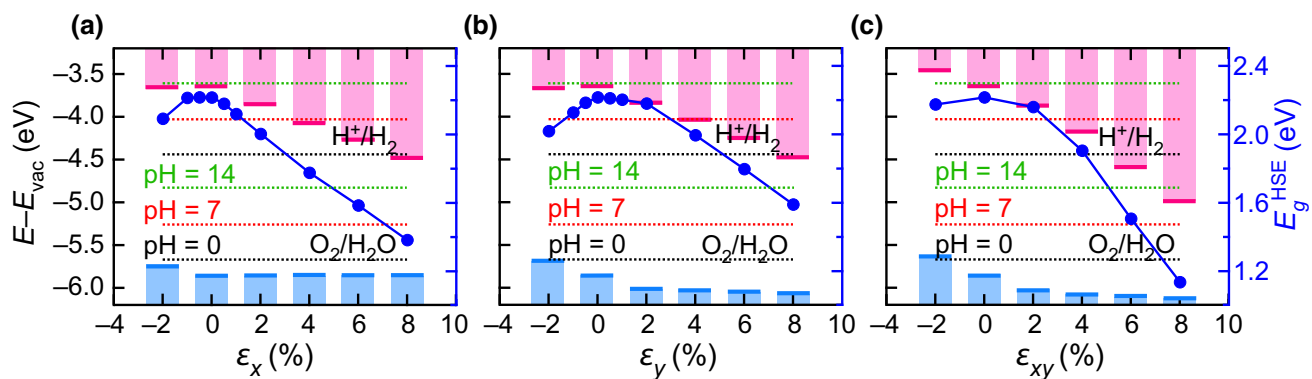 (a) (b) (c)
E–E_vac (eV)
–3.5
–4.0
–4.5
–5.0
–5.5
–6.0
H⁺/H₂
pH = 14
pH = 7
pH = 0
O₂/H₂O
–4 –2 0 2 4 6 8 10
ε_x (%)
H⁺/H₂
pH = 14
pH = 7
pH = 0
O₂/H₂O
–4 –2 0 2 4 6 8 10
ε_y (%)
H⁺/H₂
pH = 14
pH = 7
pH = 0
O₂/H₂O
–4 –2 0 2 4 6 8 10
ε_xy (%)
2.4
2.0
1.6
1.2
E_g^HSE (eV)